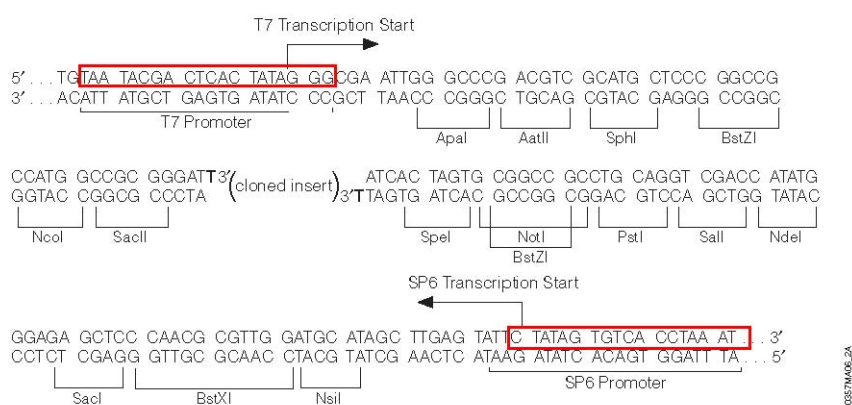 T7 Transcription Start
5′ . . . TGTAA TACGA CTCAC TATAG GGCGA ATTGG GCCCG ACGTC GCATG CTCCC GGCCG
3′ . . . ACATT ATGCT GAGTG ATATC CCGCT TAACC CGGGC TGCAG CGTAC GAGGG CCGGC
T7 Promoter
ApaI AatII SphI BstZI
CCATG GCCGC GGGATT3′ (cloned insert) ATCAC TAGTG CGGCC GCCTG CAGGT CGACC ATATG
GGTAC CGGCG CCCTA 3′TTAGTG ATCAC GCCGG CGGAC GTCCA GCTGG TATAC
NcoI SacII SpeI NotI PstI SalI NdeI
BstZI
SP6 Transcription Start
GGAGA GCTCC CAACG CGTTG GATGC ATAGC TTGAG TATTC TATAG TGTCA CCTAA AT . . . 3′
CCTCT CGAGG GTTGC GCAAC CTACG TATCG AACTC ATAAG ATATC ACAGT GGATT TA . . . 5′
SacI BstXI NsiI SP6 Promoter
0357MA06_2A